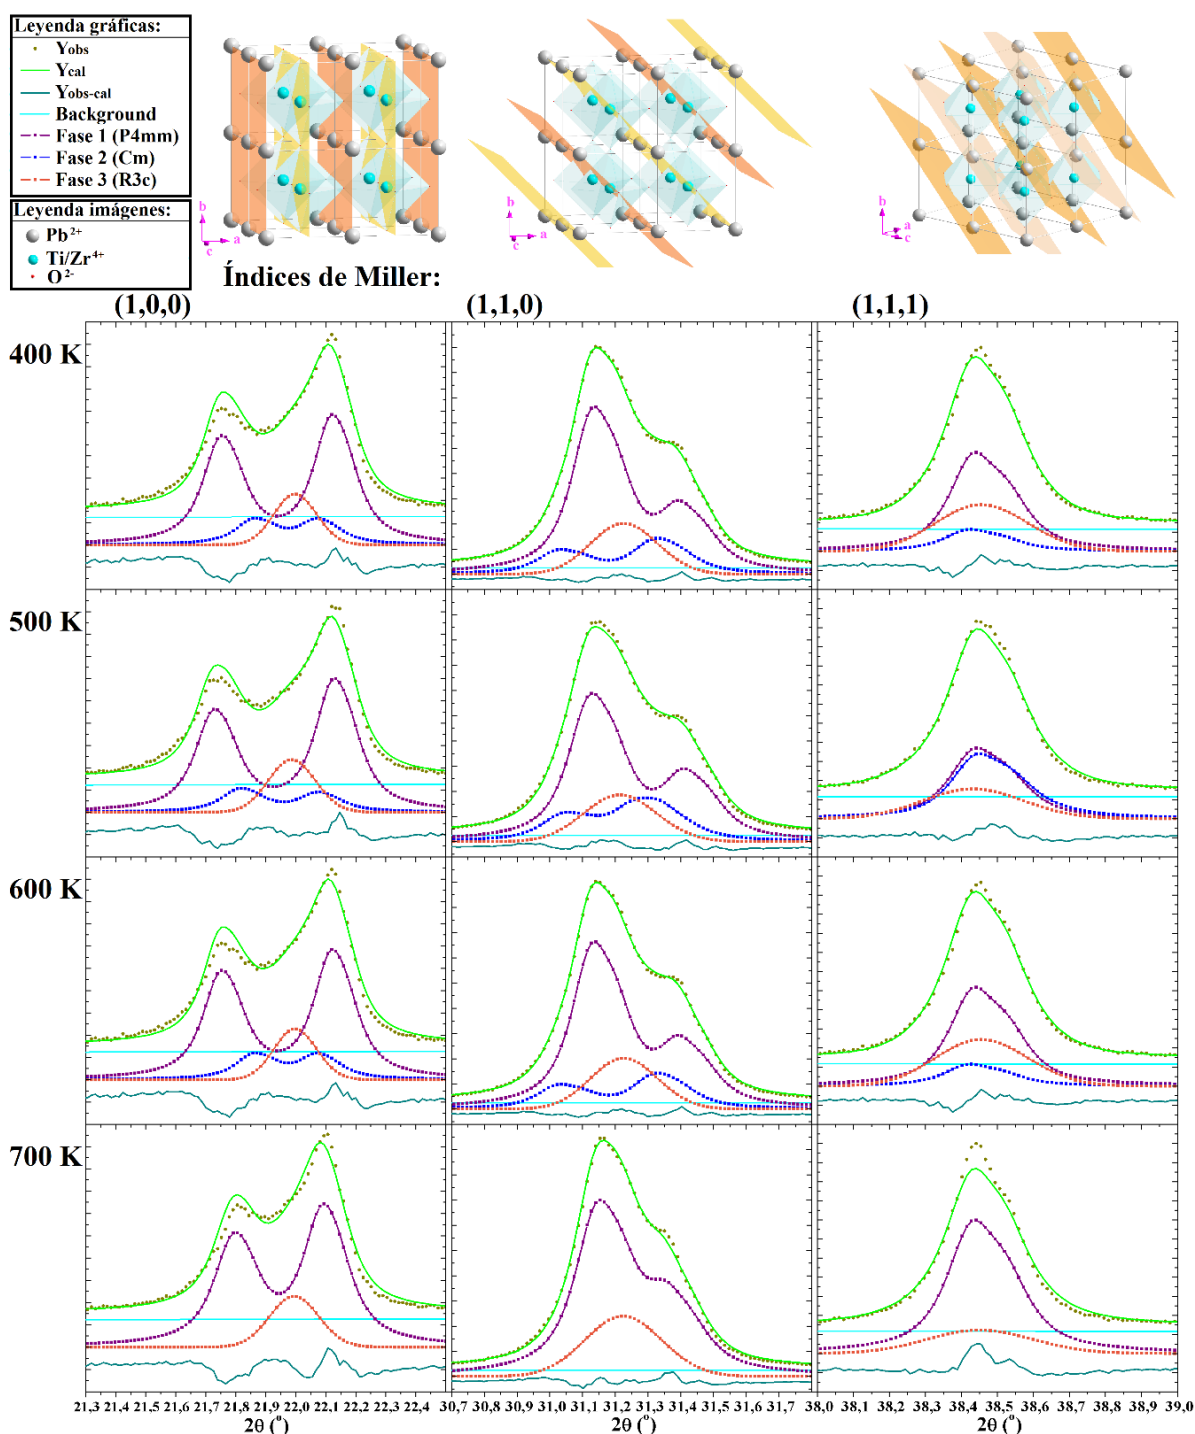 Leyenda gráficas:
Yobs
Ycal
Yobs-cal
Background
Fase 1 (P4mm)
Fase 2 (Cm)
Fase 3 (R3c)
Leyenda imágenes:
Pb²⁺
Ti/Zr⁴⁺
O²⁻
b
c a
b
c a
b
a
c
Índices de Miller:
(1,0,0) (1,1,0) (1,1,1)
400 K
500 K
600 K
700 K
21,3 21,4 21,5 21,6 21,7 21,8 21,9 22,0 22,1 22,2 22,3 22,4
30,7 30,8 30,9 31,0 31,1 31,2 31,3 31,4 31,5 31,6 31,7
38,0 38,1 38,2 38,3 38,4 38,5 38,6 38,7 38,8 38,9 39,0
2θ (°) 2θ (°) 2θ (°)